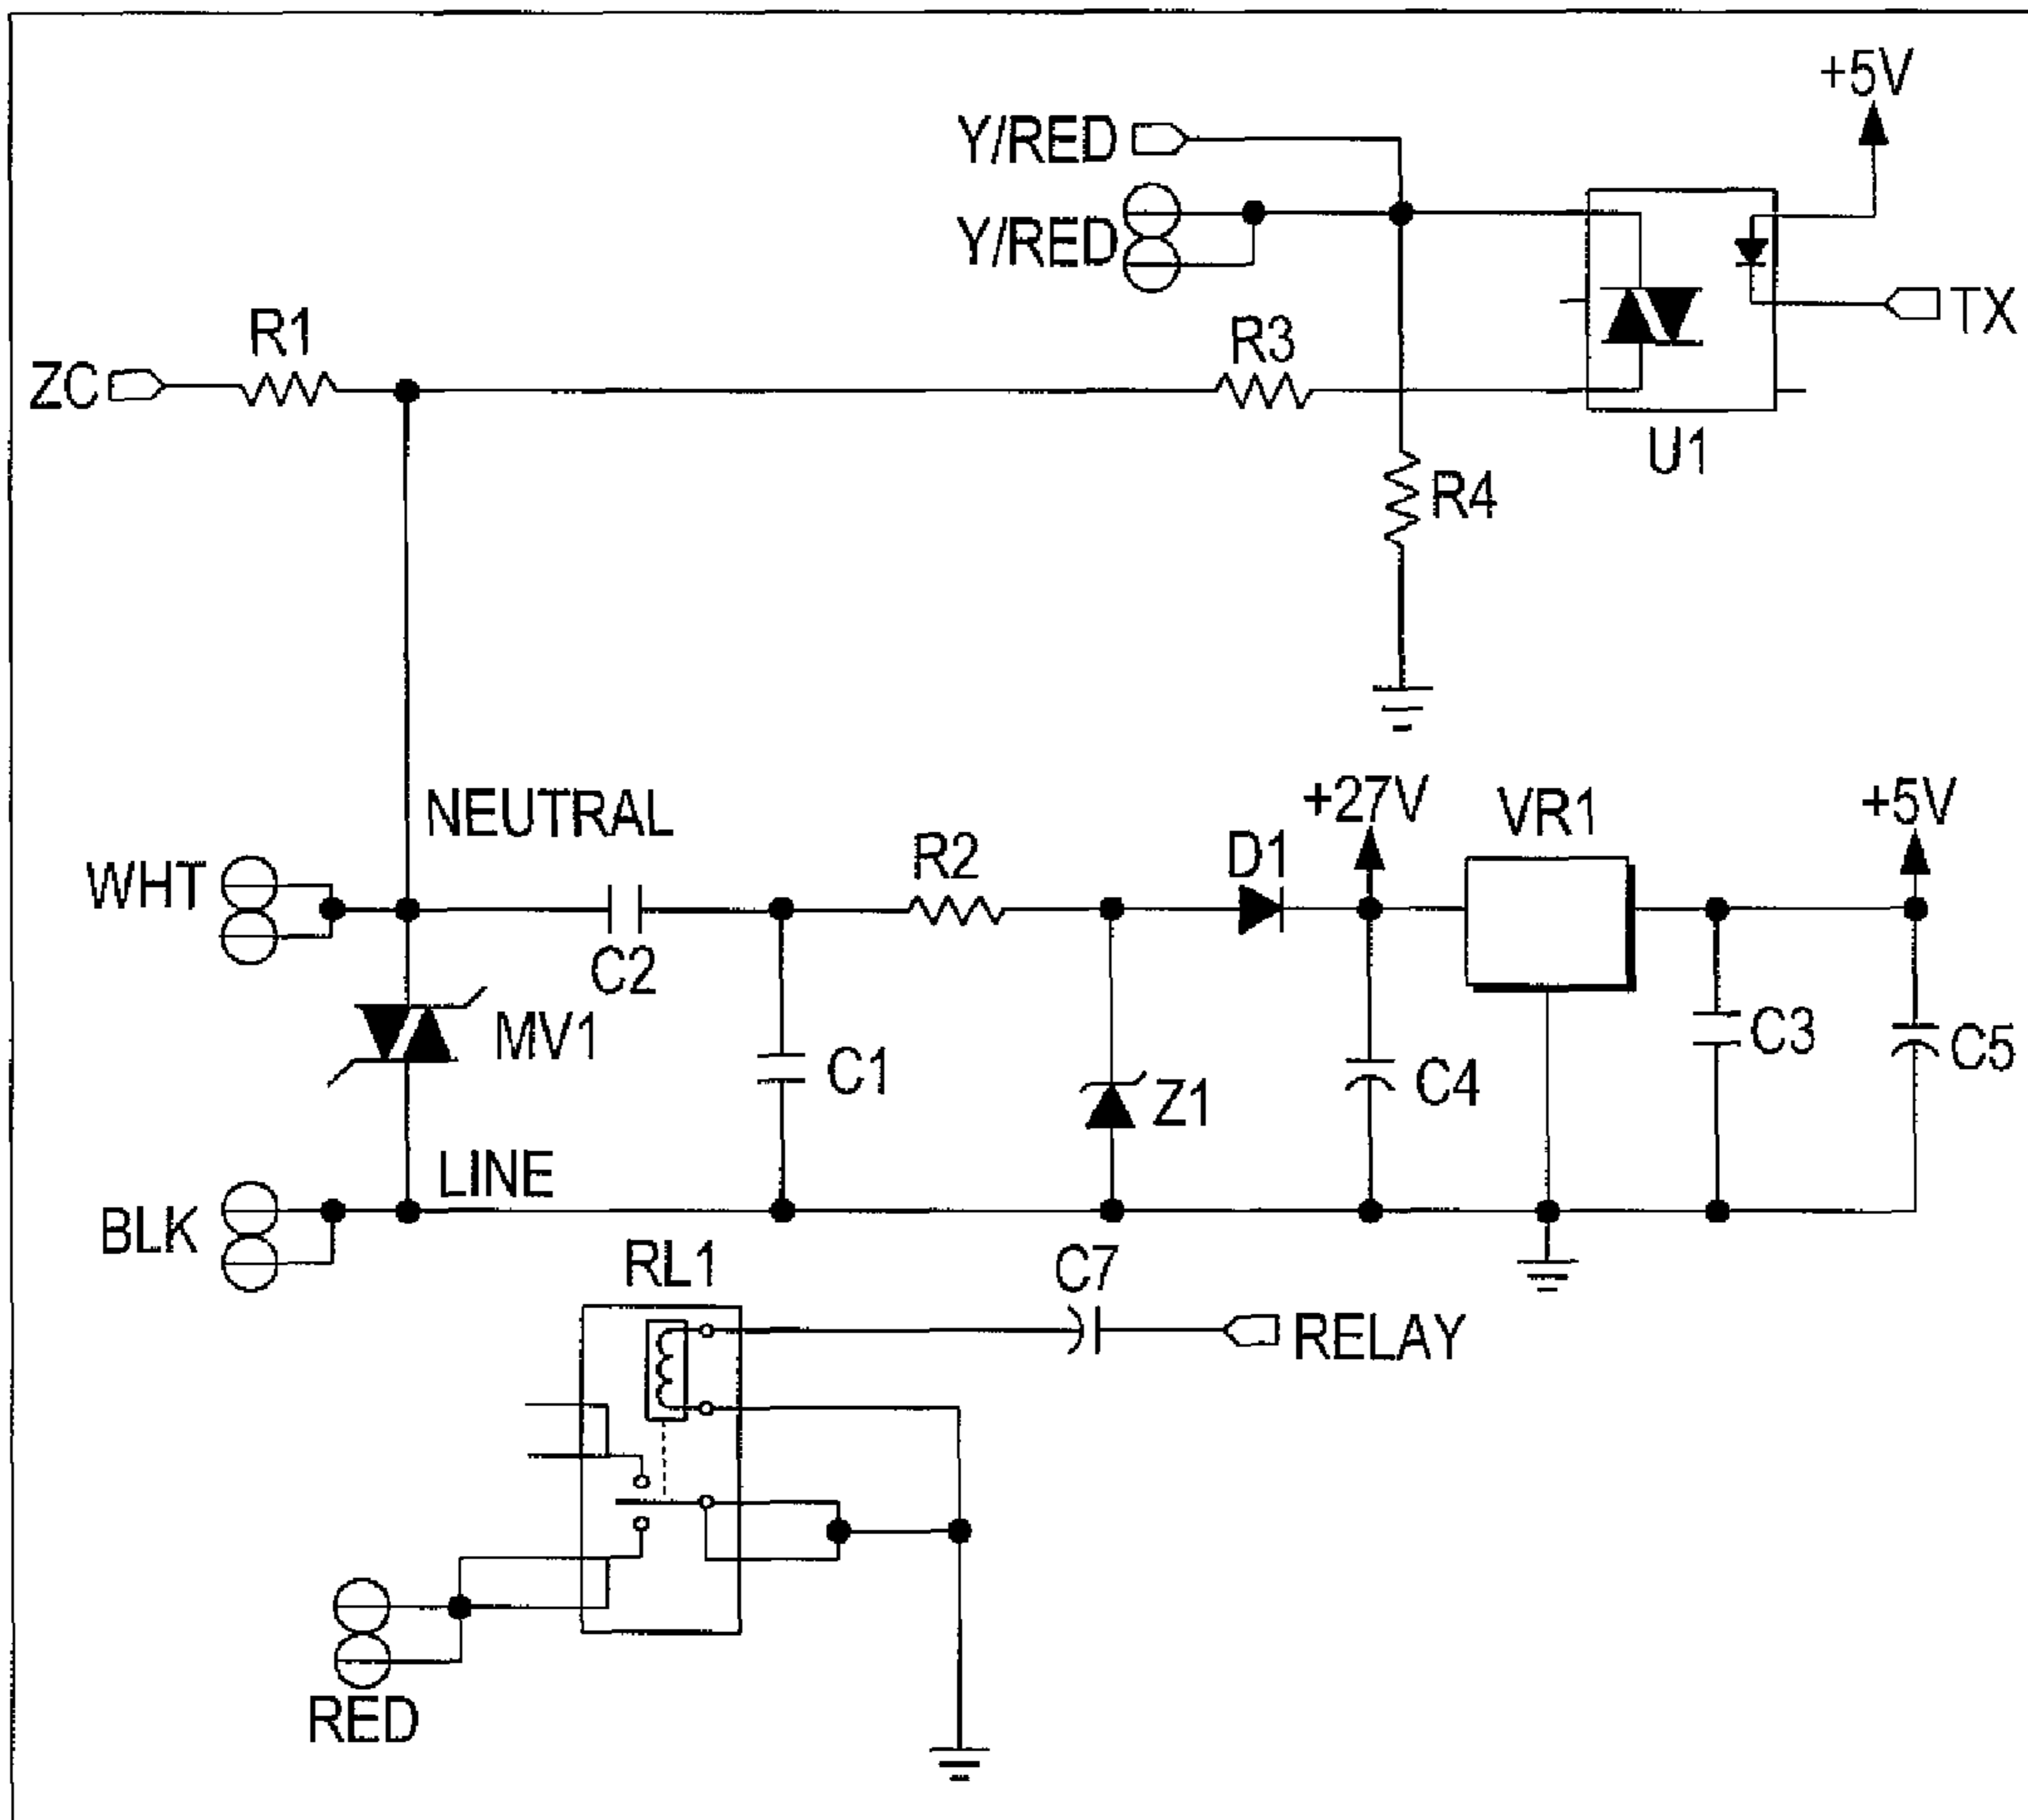 +5V
Y/RED
Y/RED
TX
R1
R3
ZC
U1
R4
NEUTRAL
+27V
VR1
+5V
WHT
R2
D1
C2
MV1
C1
Z1
C4
C3
C5
LINE
BLK
RL1
C7
RELAY
RED